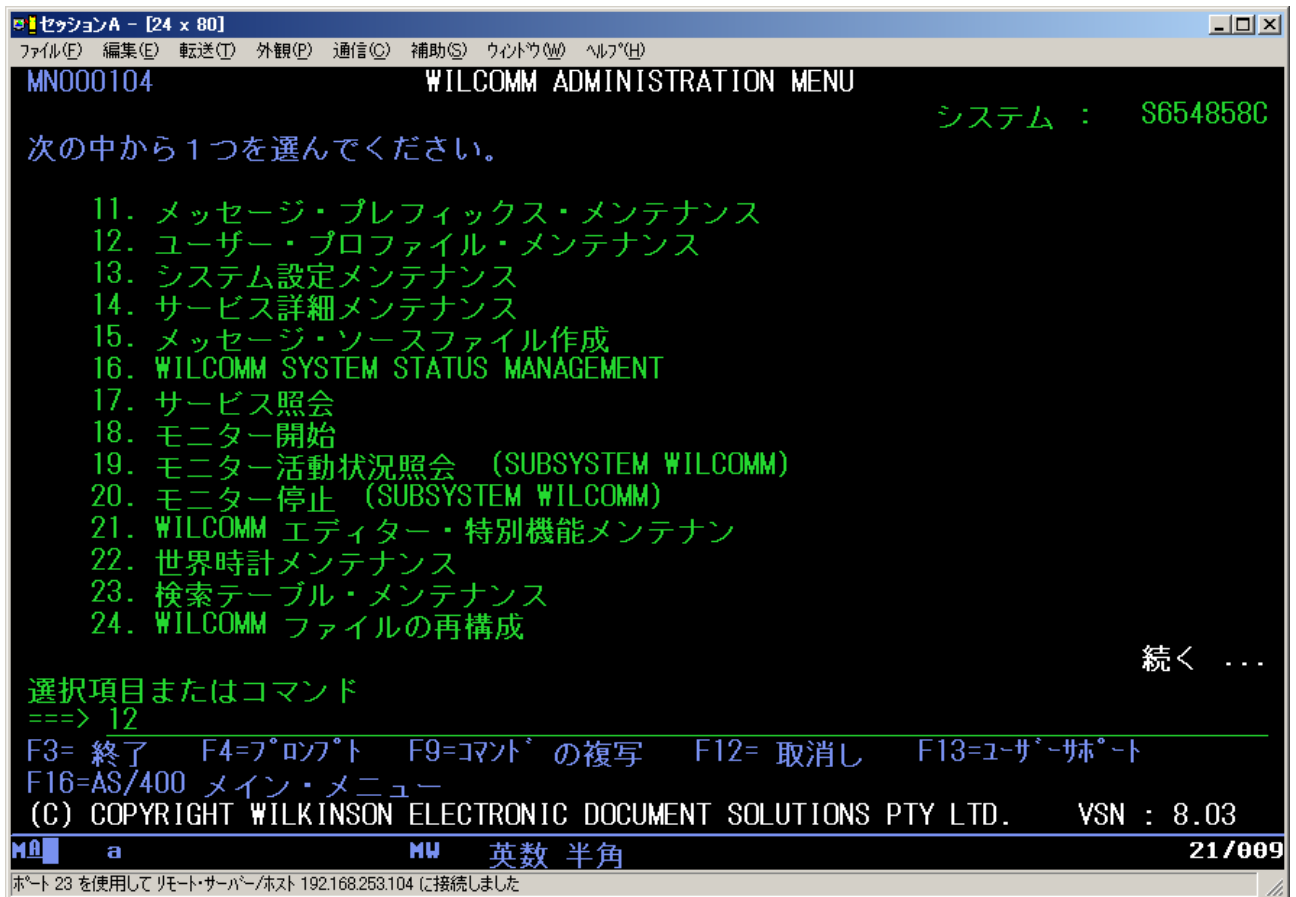 セッションA - [24 x 80]
ファイル(F) 編集(E) 転送(T) 外観(P) 通信(C) 補助(S) ウィンドウ(W) ヘルプ(H)
MN000104 WILCOMM ADMINISTRATION MENU
システム : S654858C
次の中から1つを選んでください。
11. メッセージ・プレフィックス・メンテナンス
12. ユーザー・プロファイル・メンテナンス
13. システム設定メンテナンス
14. サービス詳細メンテナンス
15. メッセージ・ソースファイル作成
16. WILCOMM SYSTEM STATUS MANAGEMENT
17. サービス照会
18. モニター開始
19. モニター活動状況照会 (SUBSYSTEM WILCOMM)
20. モニター停止 (SUBSYSTEM WILCOMM)
21. WILCOMM エディター・特別機能メンテナン
22. 世界時計メンテナンス
23. 検索テーブル・メンテナンス
24. WILCOMM ファイルの再構成
続く ...
選択項目またはコマンド
===> 12
F3= 終了 F4=プロンプト F9=コマンド の複写 F12= 取消し F13=ユーザーサポート
F16=AS/400 メイン・メニュー
(C) COPYRIGHT WILKINSON ELECTRONIC DOCUMENT SOLUTIONS PTY LTD. VSN : 8.03
MA a MW 英数 半角 21/009
ポート 23 を使用して リモート・サーバー/ホスト 192.168.253.104 に接続しました